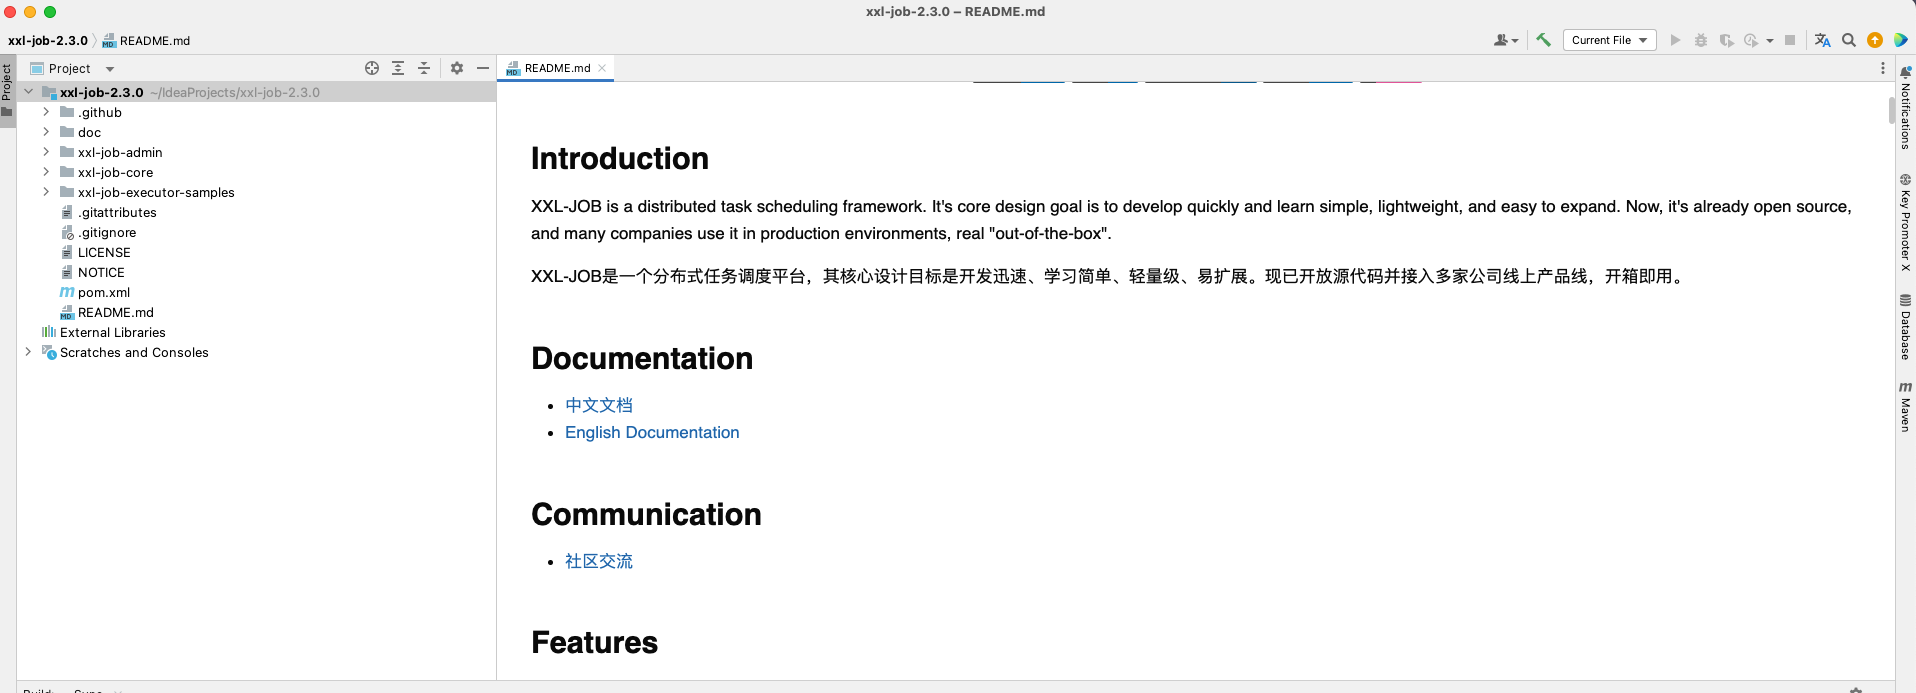 xxl-job-2.3.0 – README.md
xxl-job-2.3.0 README.md
Current File
Project
Project
README.md
xxl-job-2.3.0 ~/IdeaProjects/xxl-job-2.3.0
.github
doc
xxl-job-admin
xxl-job-core
xxl-job-executor-samples
.gitattributes
.gitignore
LICENSE
NOTICE
pom.xml
README.md
External Libraries
Scratches and Consoles
Introduction
XXL-JOB is a distributed task scheduling framework. It's core design goal is to develop quickly and learn simple, lightweight, and easy to expand. Now, it's already open source,
and many companies use it in production environments, real "out-of-the-box".
XXL-JOB是一个分布式任务调度平台，其核心设计目标是开发迅速、学习简单、轻量级、易扩展。现已开放源代码并接入多家公司线上产品线，开箱即用。
Documentation
中文文档
English Documentation
Communication
社区交流
Features
Notifications
Key Promoter X
Database
Maven